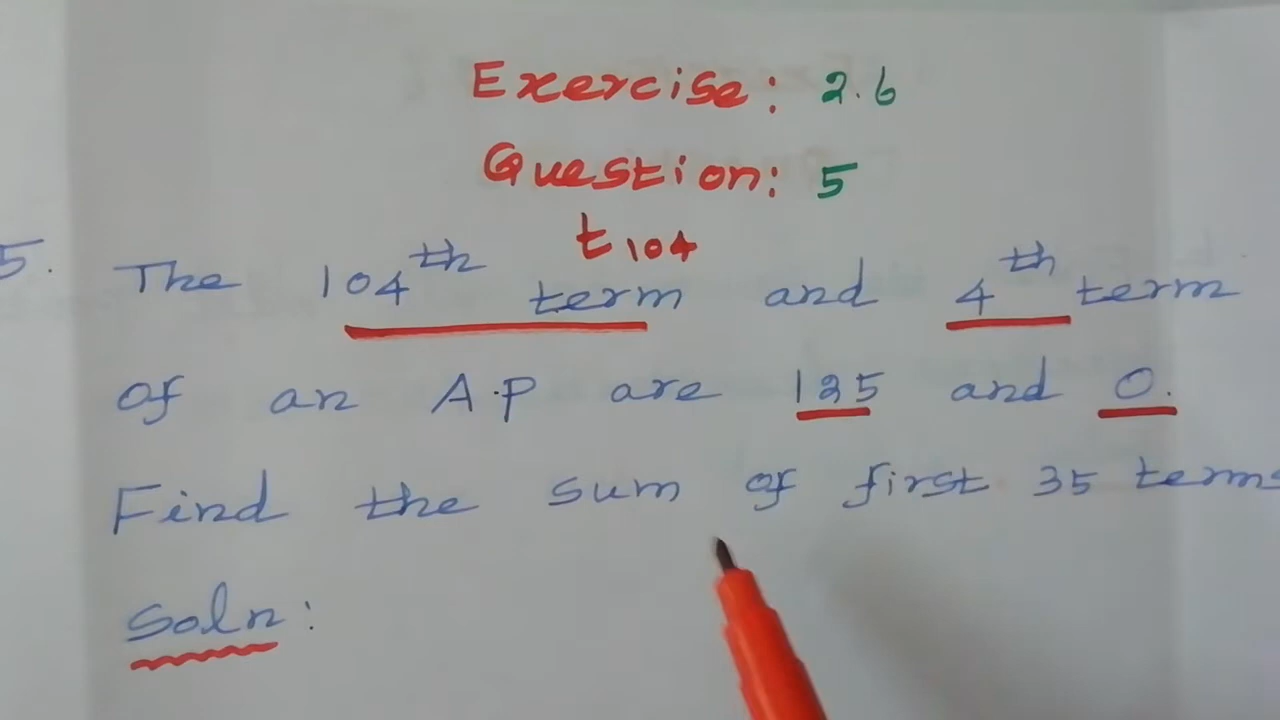 Exercise: 2.6
Question: 5
t104
5. The 104th term and 4th term
of an A.P are 125 and 0.
Find the sum of first 35 terms
Soln: